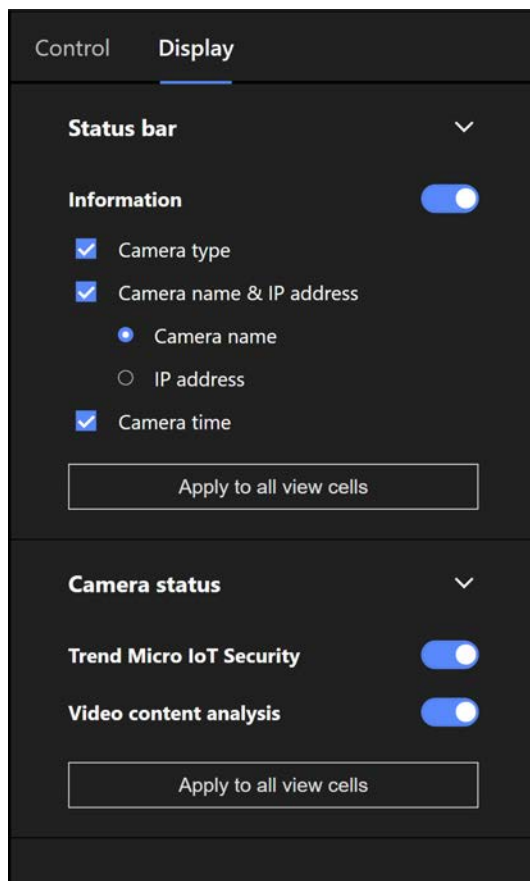 Control Display
Status bar
Information
Camera type
Camera name & IP address
Camera name
IP address
Camera time
Apply to all view cells
Camera status
Trend Micro IoT Security
Video content analysis
Apply to all view cells